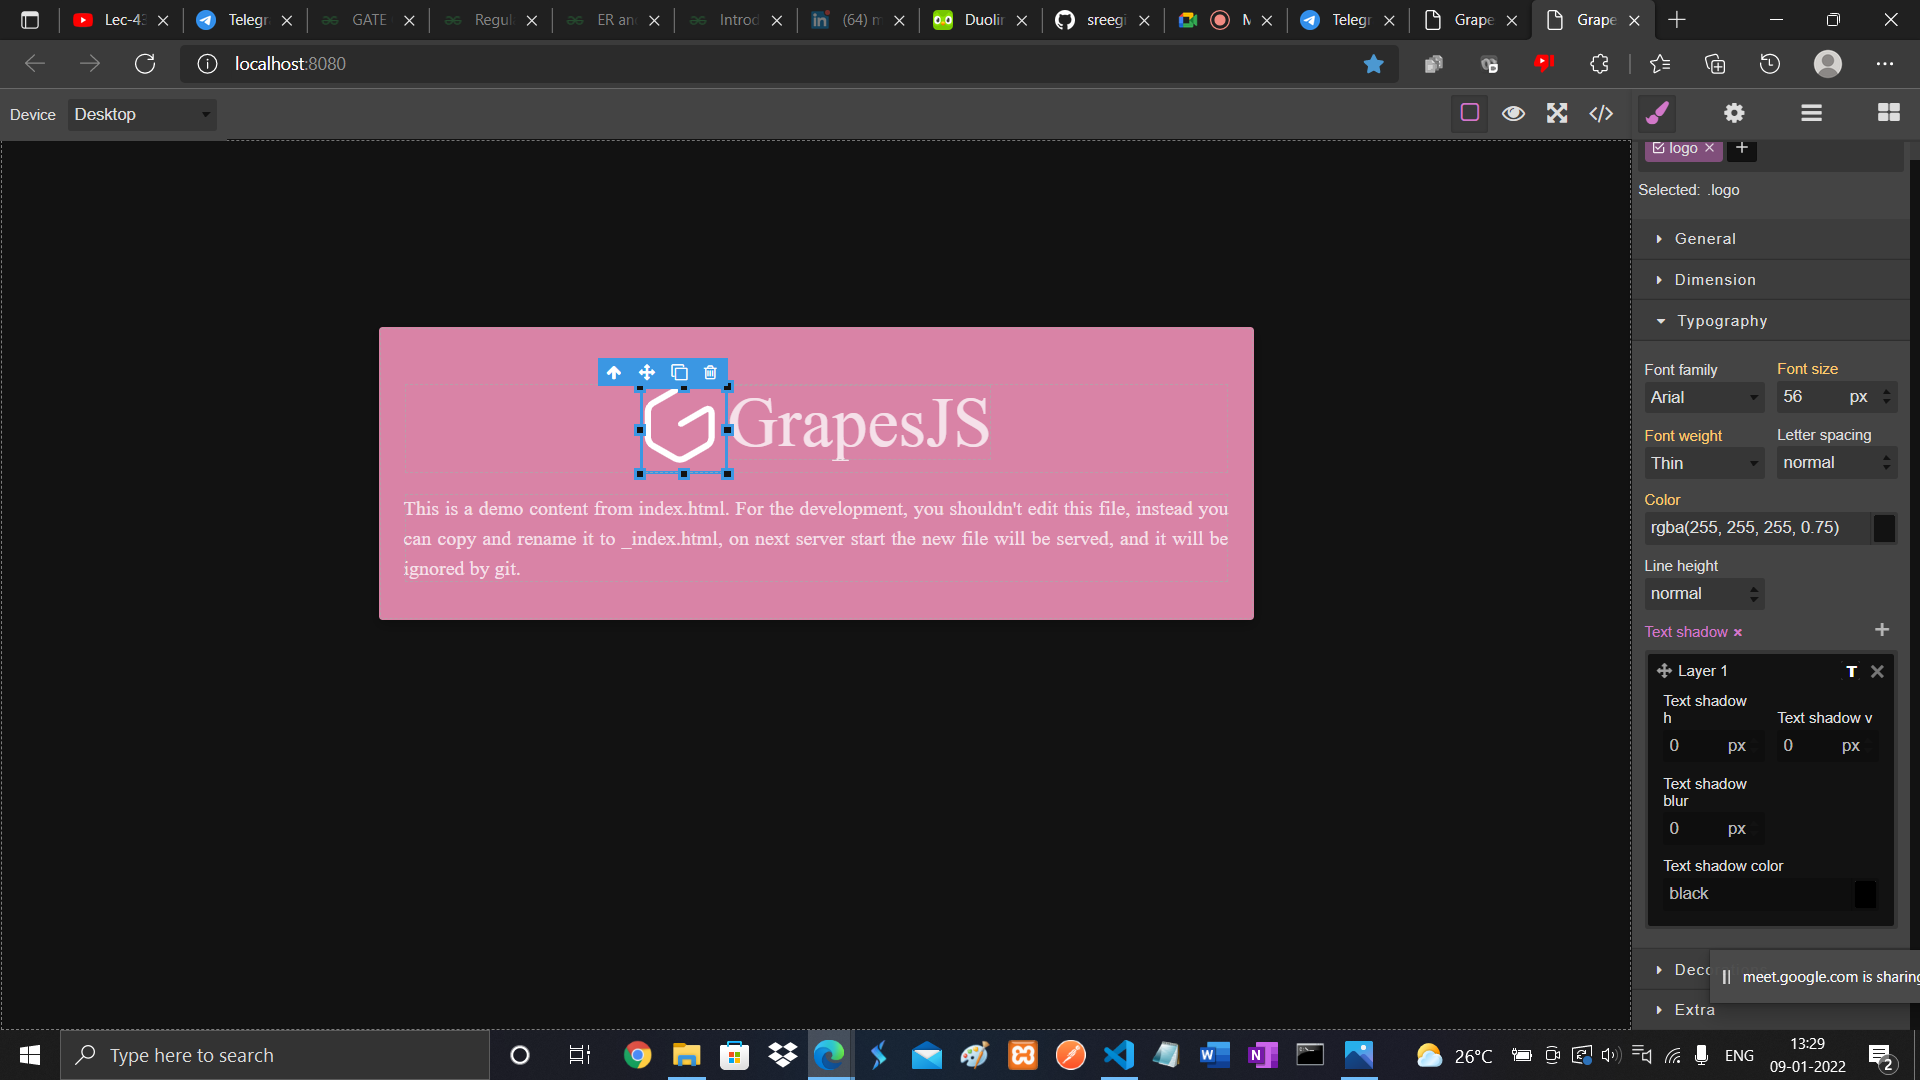 Lec-43
Telegr
GATE
Regul
ER an
Introd
(64) m
Duolin
sreegi
M
Telegr
Grape
Grape
localhost:8080
Device
Desktop
logo
Selected: .logo
General
Dimension
Typography
Font family
Font size
Arial
56 px
Font weight
Letter spacing
Thin
normal
Color
rgba(255, 255, 255, 0.75)
Line height
normal
Text shadow
Layer 1
T
Text shadow h
Text shadow v
0 px
0 px
Text shadow blur
0 px
Text shadow color
black
Deco
meet.google.com is sharing
Extra
GrapesJS
This is a demo content from index.html. For the development, you shouldn't edit this file, instead you
can copy and rename it to _index.html, on next server start the new file will be served, and it will be
ignored by git.
Type here to search
26°C
ENG
13:29
09-01-2022
2